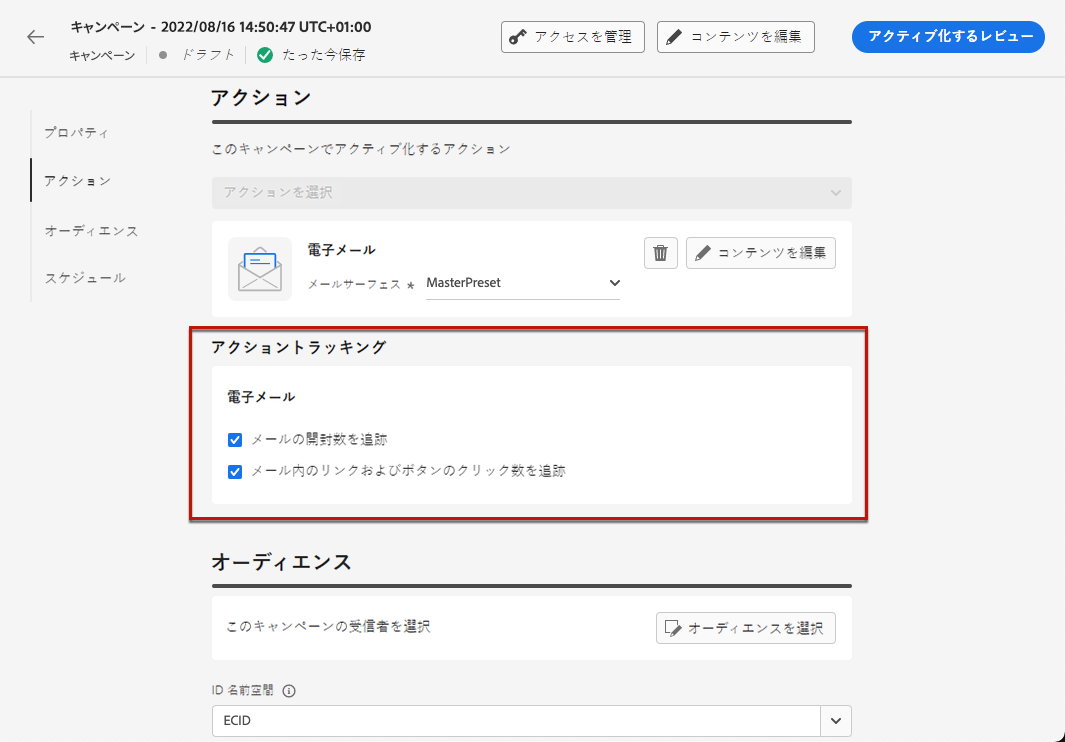 キャンペーン - 2022/08/16 14:50:47 UTC+01:00
キャンペーン ドラフト たった今保存
アクセスを管理
コンテンツを編集
アクティブ化するレビュー
プロパティ
アクション
オーディエンス
スケジュール
アクション
このキャンペーンでアクティブ化するアクション
アクションを選択
電子メール
メールサーフェス * MasterPreset
コンテンツを編集
アクショントラッキング
電子メール
メールの開封数を追跡
メール内のリンクおよびボタンのクリック数を追跡
オーディエンス
このキャンペーンの受信者を選択
オーディエンスを選択
ID 名前空間
ECID